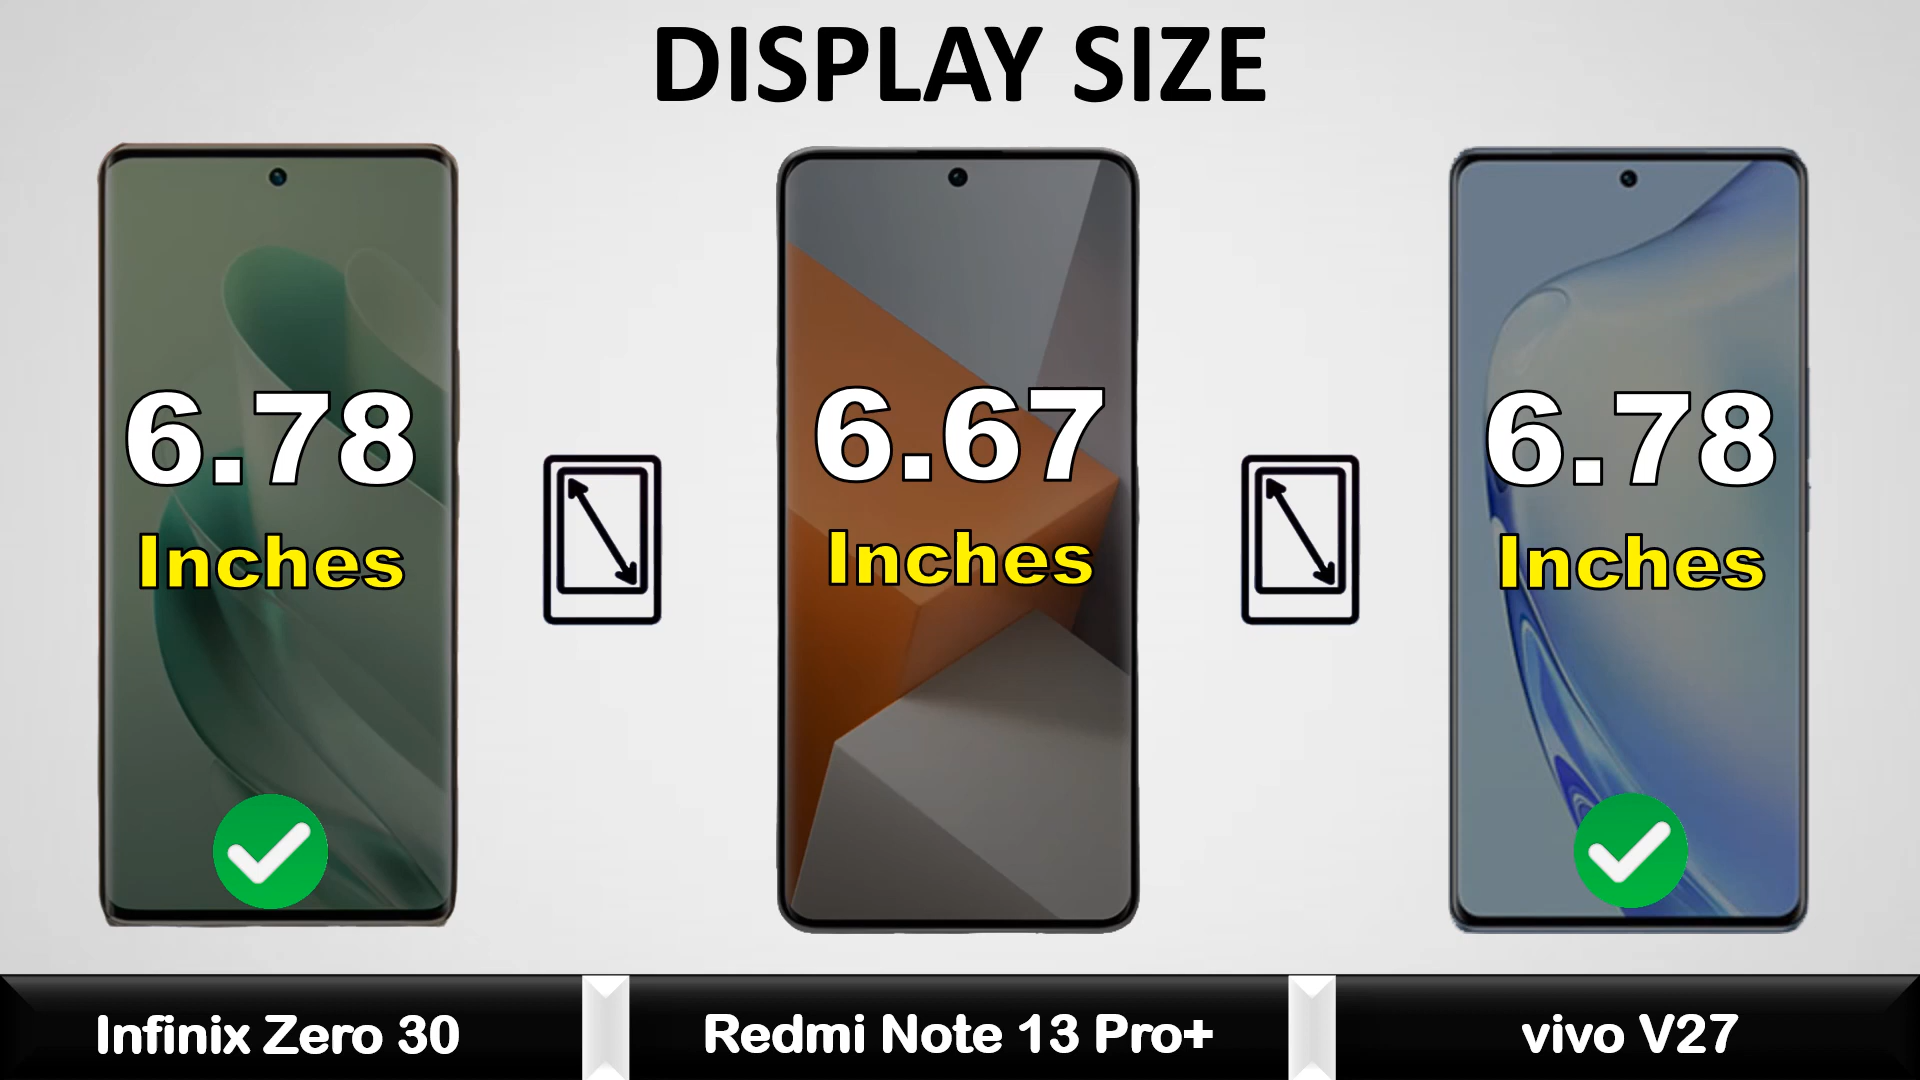 DISPLAY SIZE
6.78
Inches
6.67
Inches
6.78
Inches
Infinix Zero 30
Redmi Note 13 Pro+
vivo V27